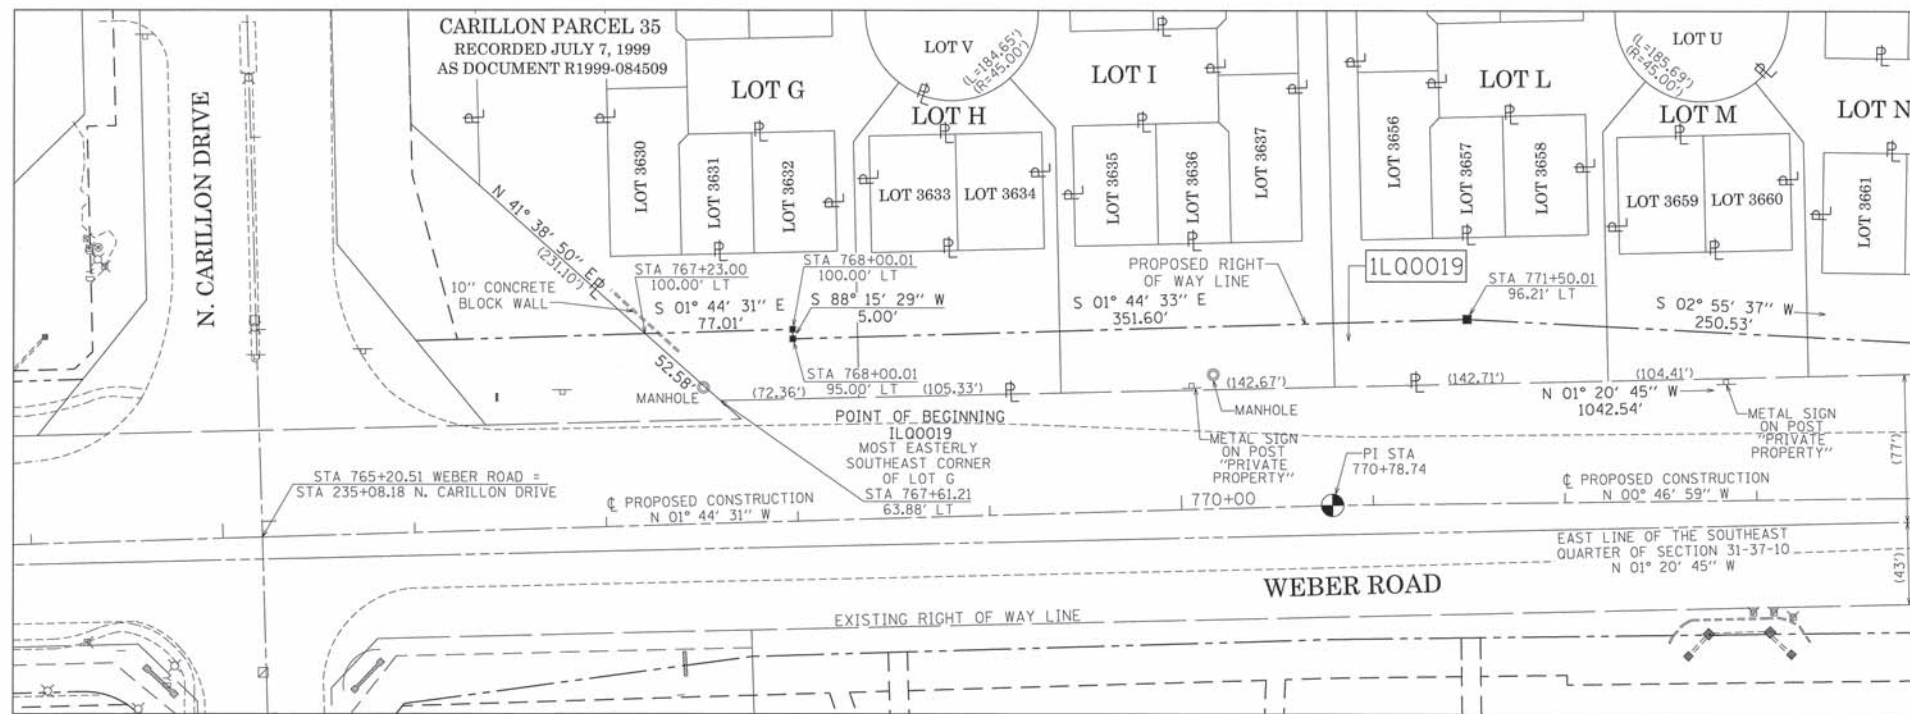 CARILLON PARCEL 35
RECORDED JULY 7, 1999
AS DOCUMENT R1999-084509
N. CARILLON DRIVE
LOT G
LOT V
(L=184.65')
(R=45.00')
LOT H
LOT I
LOT L
LOT U
(L=185.69')
(R=45.00')
LOT M
LOT N
LOT 3630
LOT 3631
LOT 3632
LOT 3633
LOT 3634
LOT 3635
LOT 3636
LOT 3637
LOT 3656
LOT 3657
LOT 3658
LOT 3659
LOT 3660
LOT 3661
N 41° 38' 50" E
(231.10')
10" CONCRETE
BLOCK WALL
STA 767+23.00
100.00' LT
S 01° 44' 31" E
77.01'
STA 768+00.01
100.00' LT
S 88° 15' 29" W
5.00'
PROPOSED RIGHT
OF WAY LINE
S 01° 44' 33" E
351.60'
1LQ0019
STA 771+50.01
96.21' LT
S 02° 55' 37" W
250.53'
52.58'
MANHOLE
STA 768+00.01
95.00' LT
(72.36')
(105.33')
(142.67')
(142.71')
(104.41')
MANHOLE
N 01° 20' 45" W
1042.54'
POINT OF BEGINNING
1LQ0019
MOST EASTERLY
SOUTHEAST CORNER
OF LOT G
STA 767+61.21
63.88' LT
METAL SIGN
ON POST
"PRIVATE
PROPERTY"
METAL SIGN
ON POST
"PRIVATE
PROPERTY"
PI STA
770+78.74
(77')
STA 765+20.51 WEBER ROAD =
STA 235+08.18 N. CARILLON DRIVE
℄ PROPOSED CONSTRUCTION
N 01° 44' 31" W
770+00
℄ PROPOSED CONSTRUCTION
N 00° 46' 59" W
EAST LINE OF THE SOUTHEAST
QUARTER OF SECTION 31-37-10
N 01° 20' 45" W
(43')
WEBER ROAD
EXISTING RIGHT OF WAY LINE